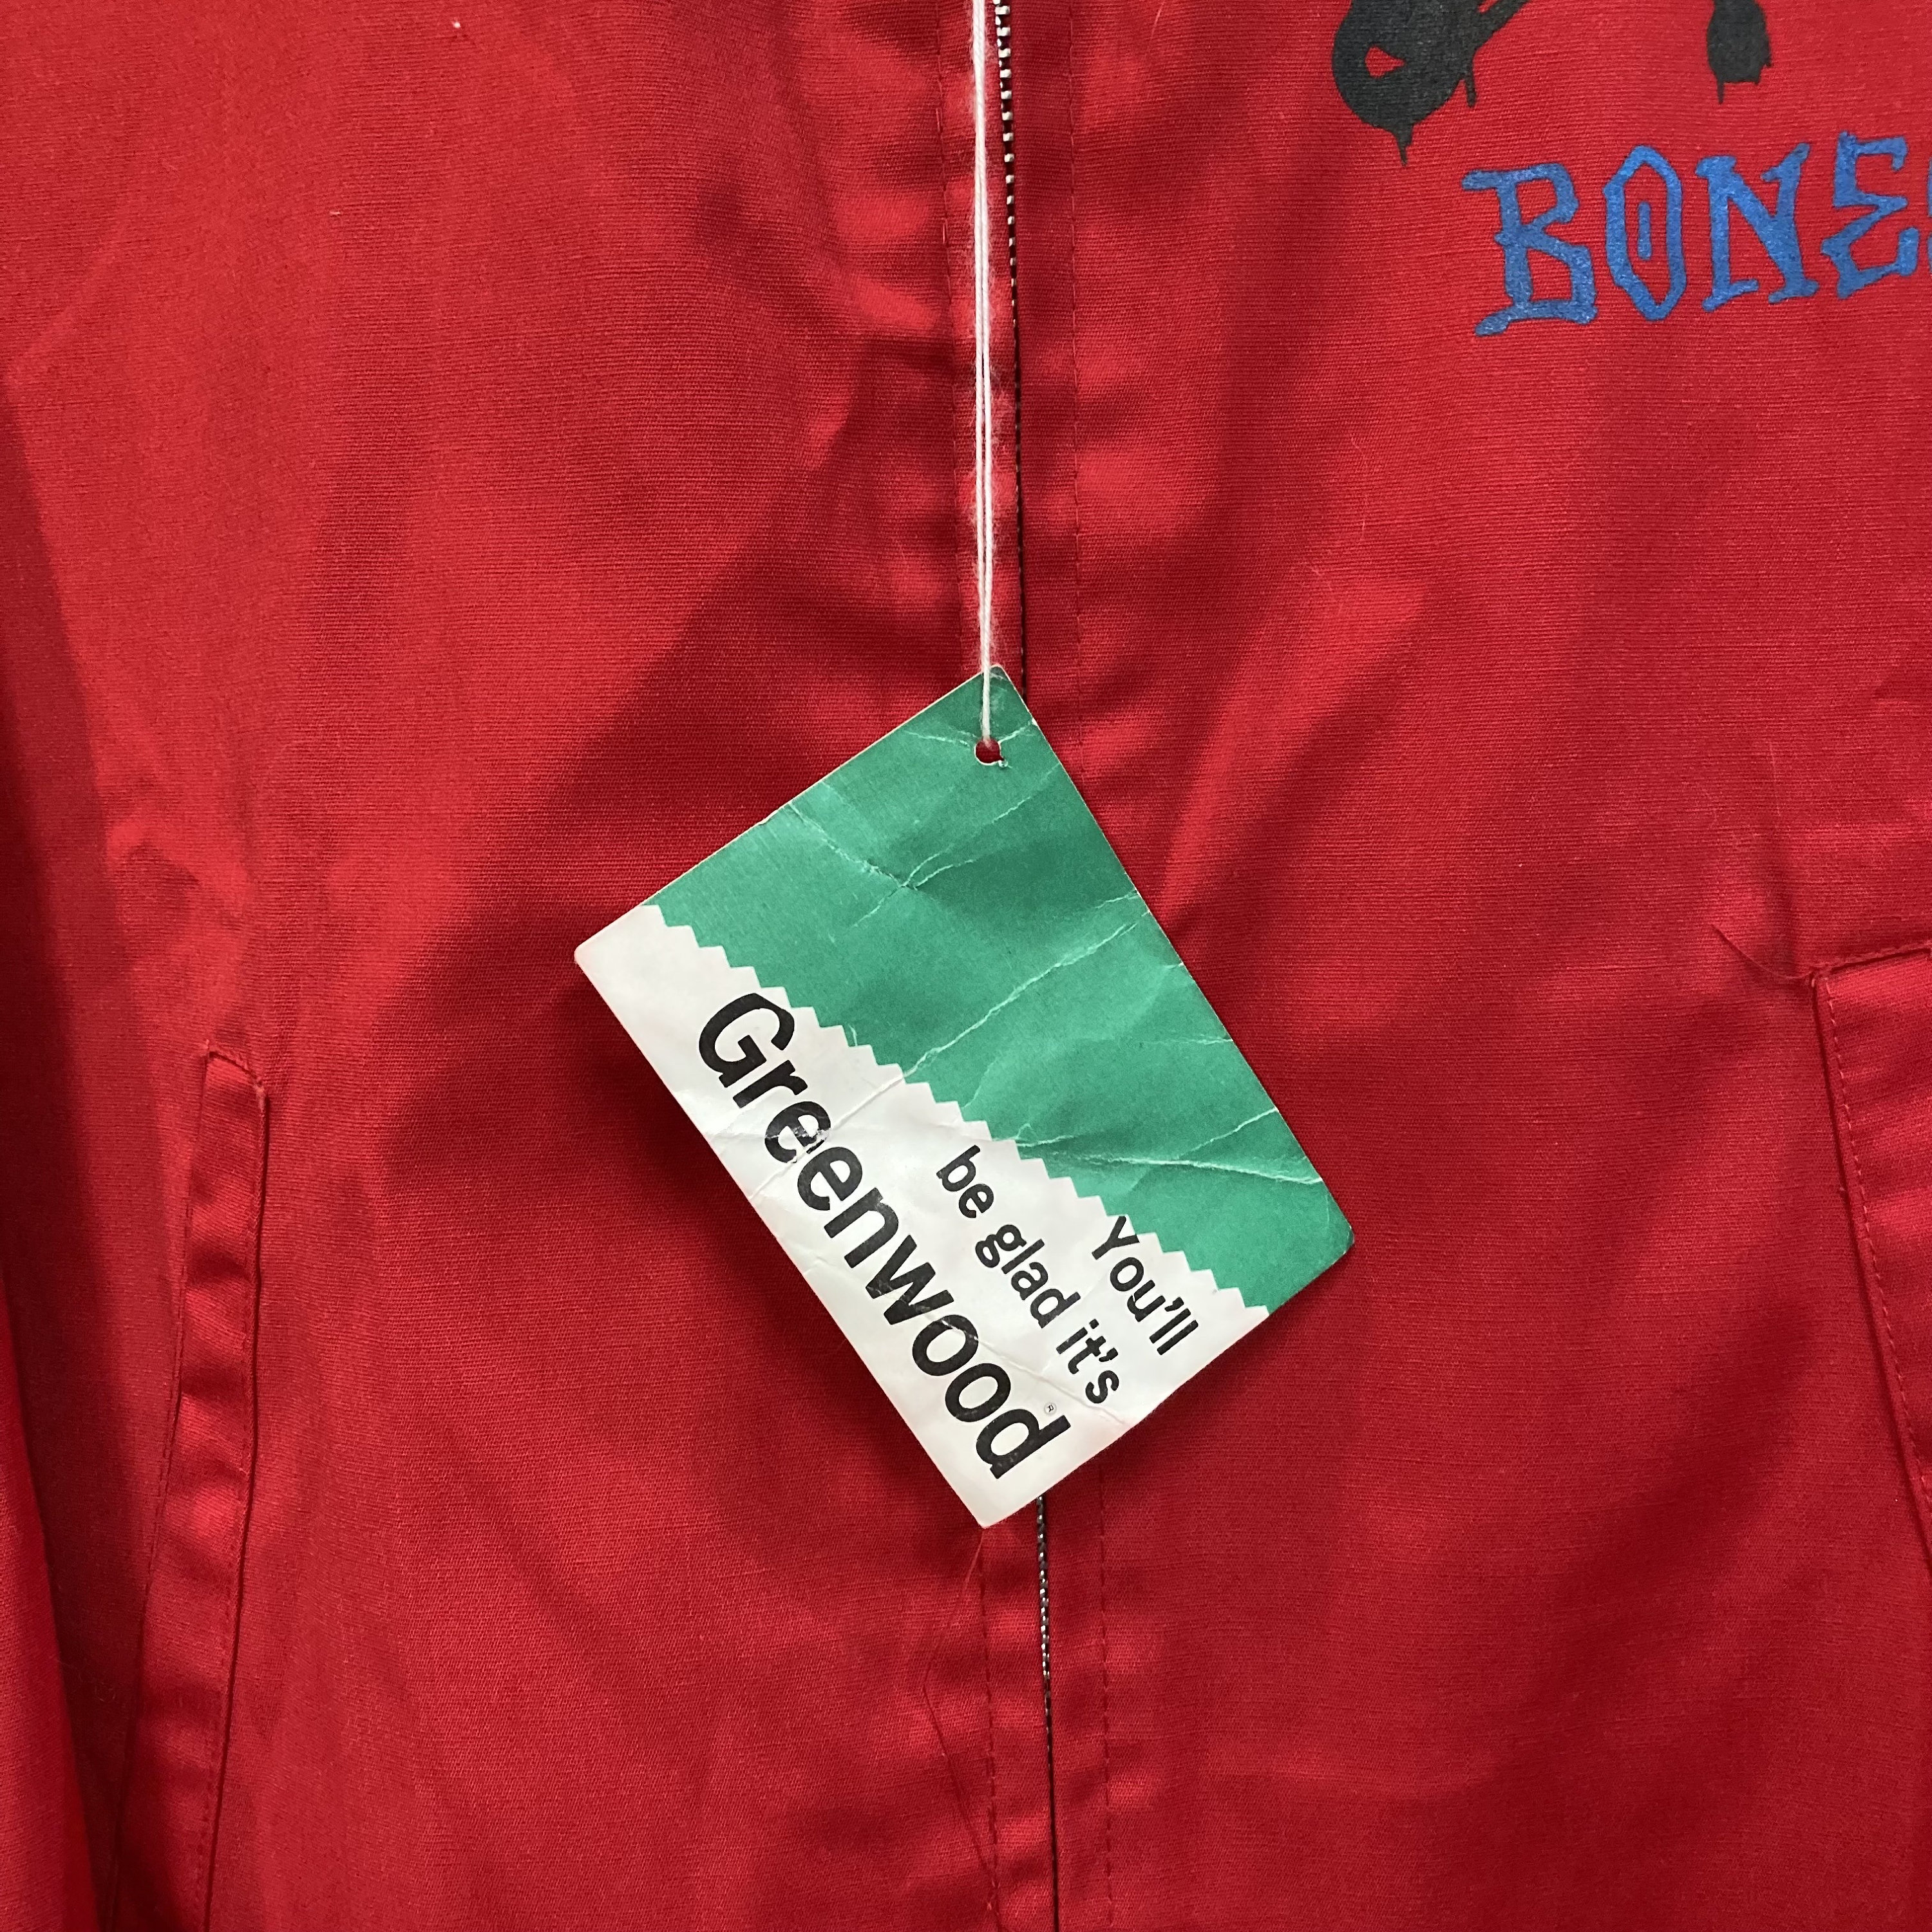 BONE
You'll
be glad it's
Greenwood®